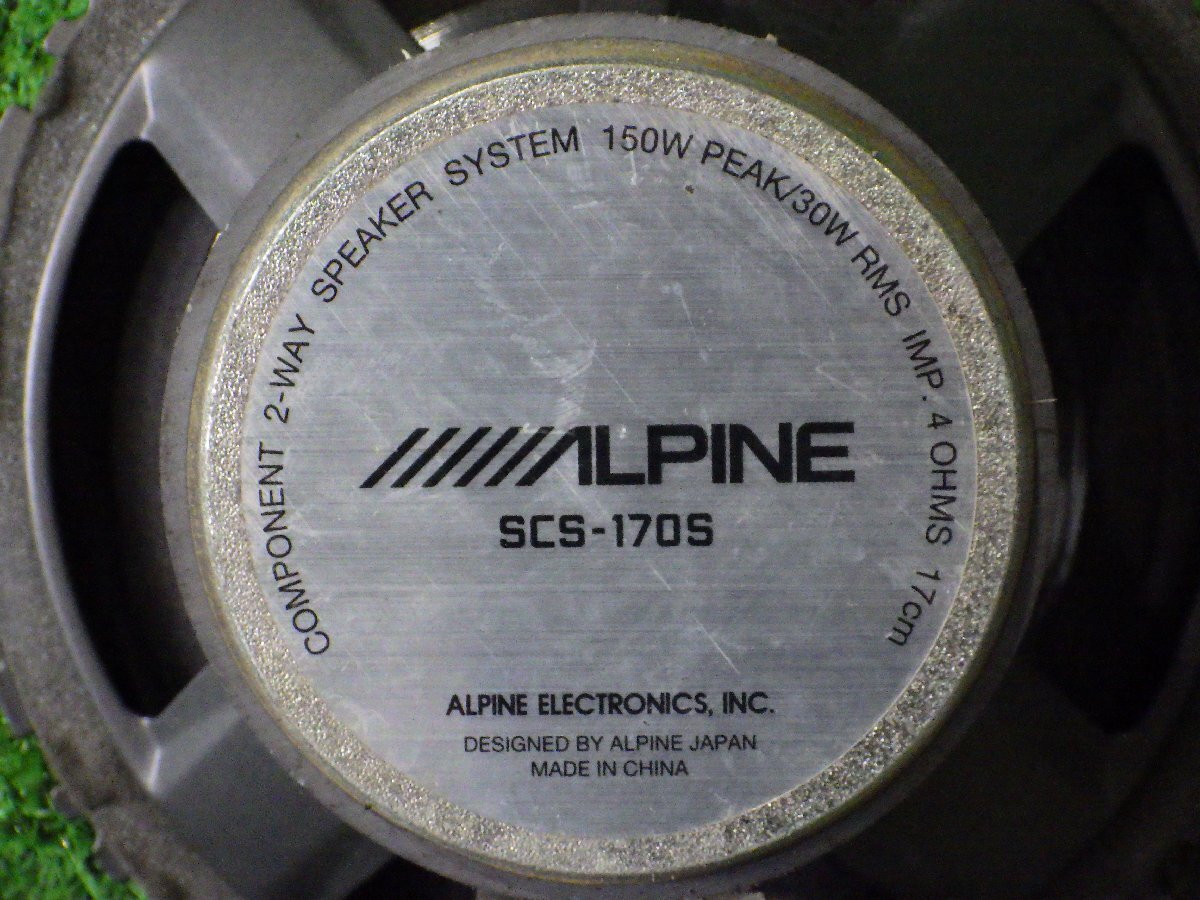 COMPONENT 2-WAY SPEAKER SYSTEM 150W PEAK/30W RMS IMP. 4 OHMS 17cm
ALPINE
SCS-170S
ALPINE ELECTRONICS, INC.
DESIGNED BY ALPINE JAPAN
MADE IN CHINA